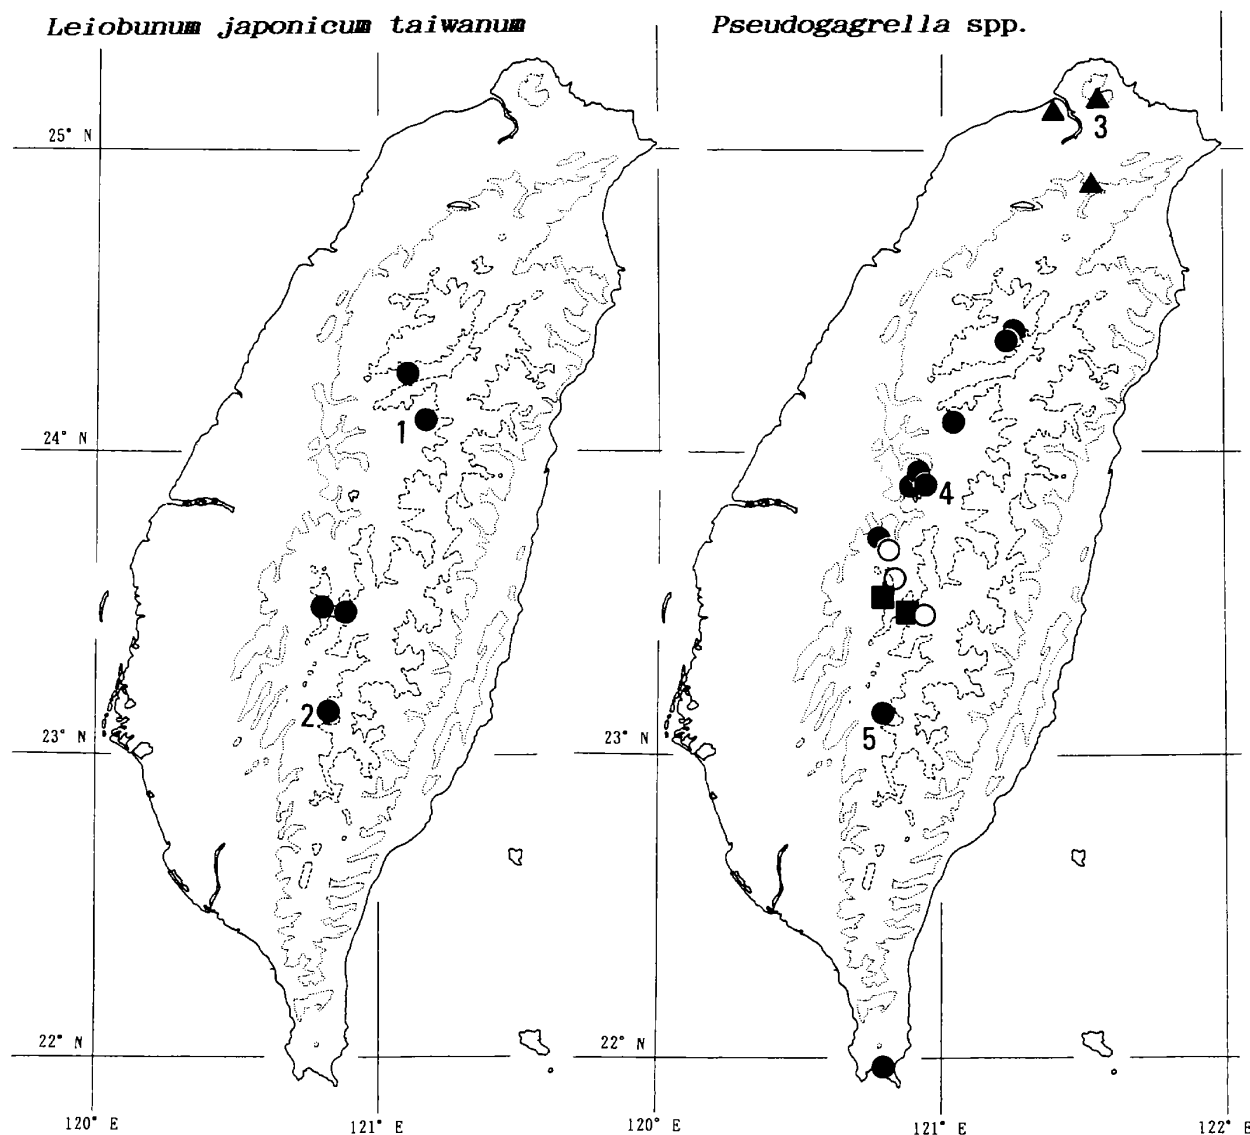 Leiobunum japonicum taiwanum
Pseudogagrella spp.
25° N
3
1
24° N
4
2
5
23° N
23° N
22° N
22° N
120° E
121° E
120° E
121° E
122° E